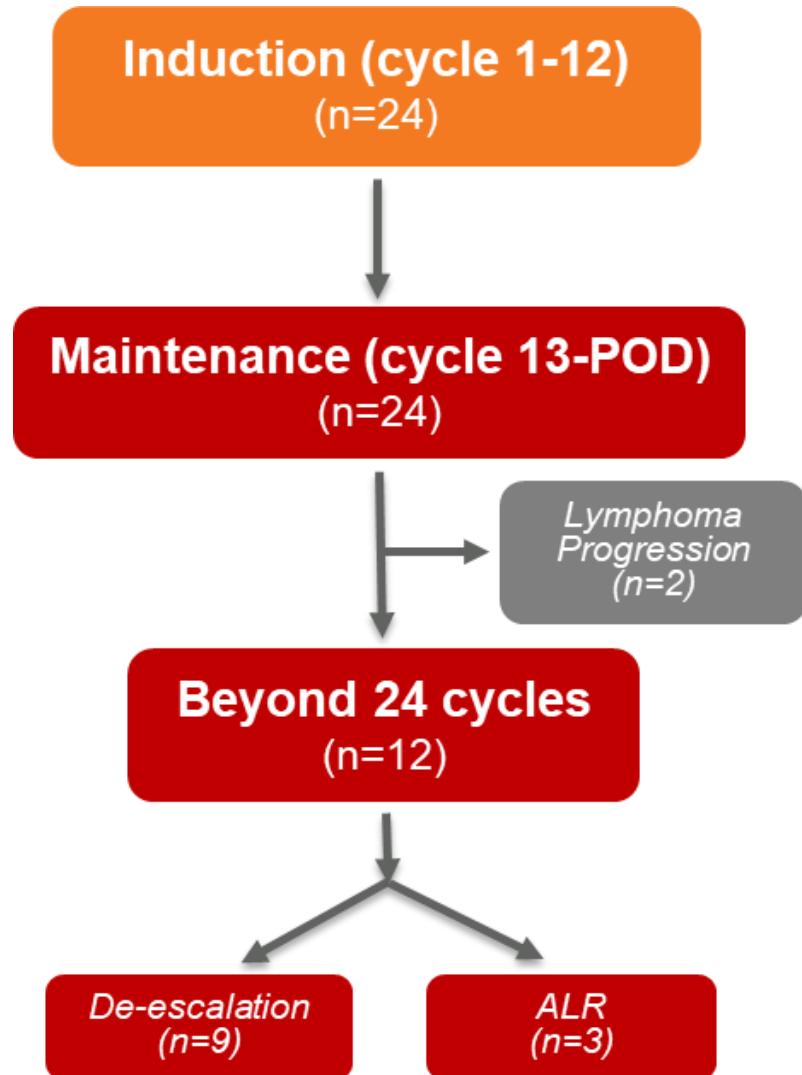 Induction (cycle 1-12)
(n=24)
Maintenance (cycle 13-POD)
(n=24)
Lymphoma
Progression
(n=2)
Beyond 24 cycles
(n=12)
De-escalation
(n=9)
ALR
(n=3)